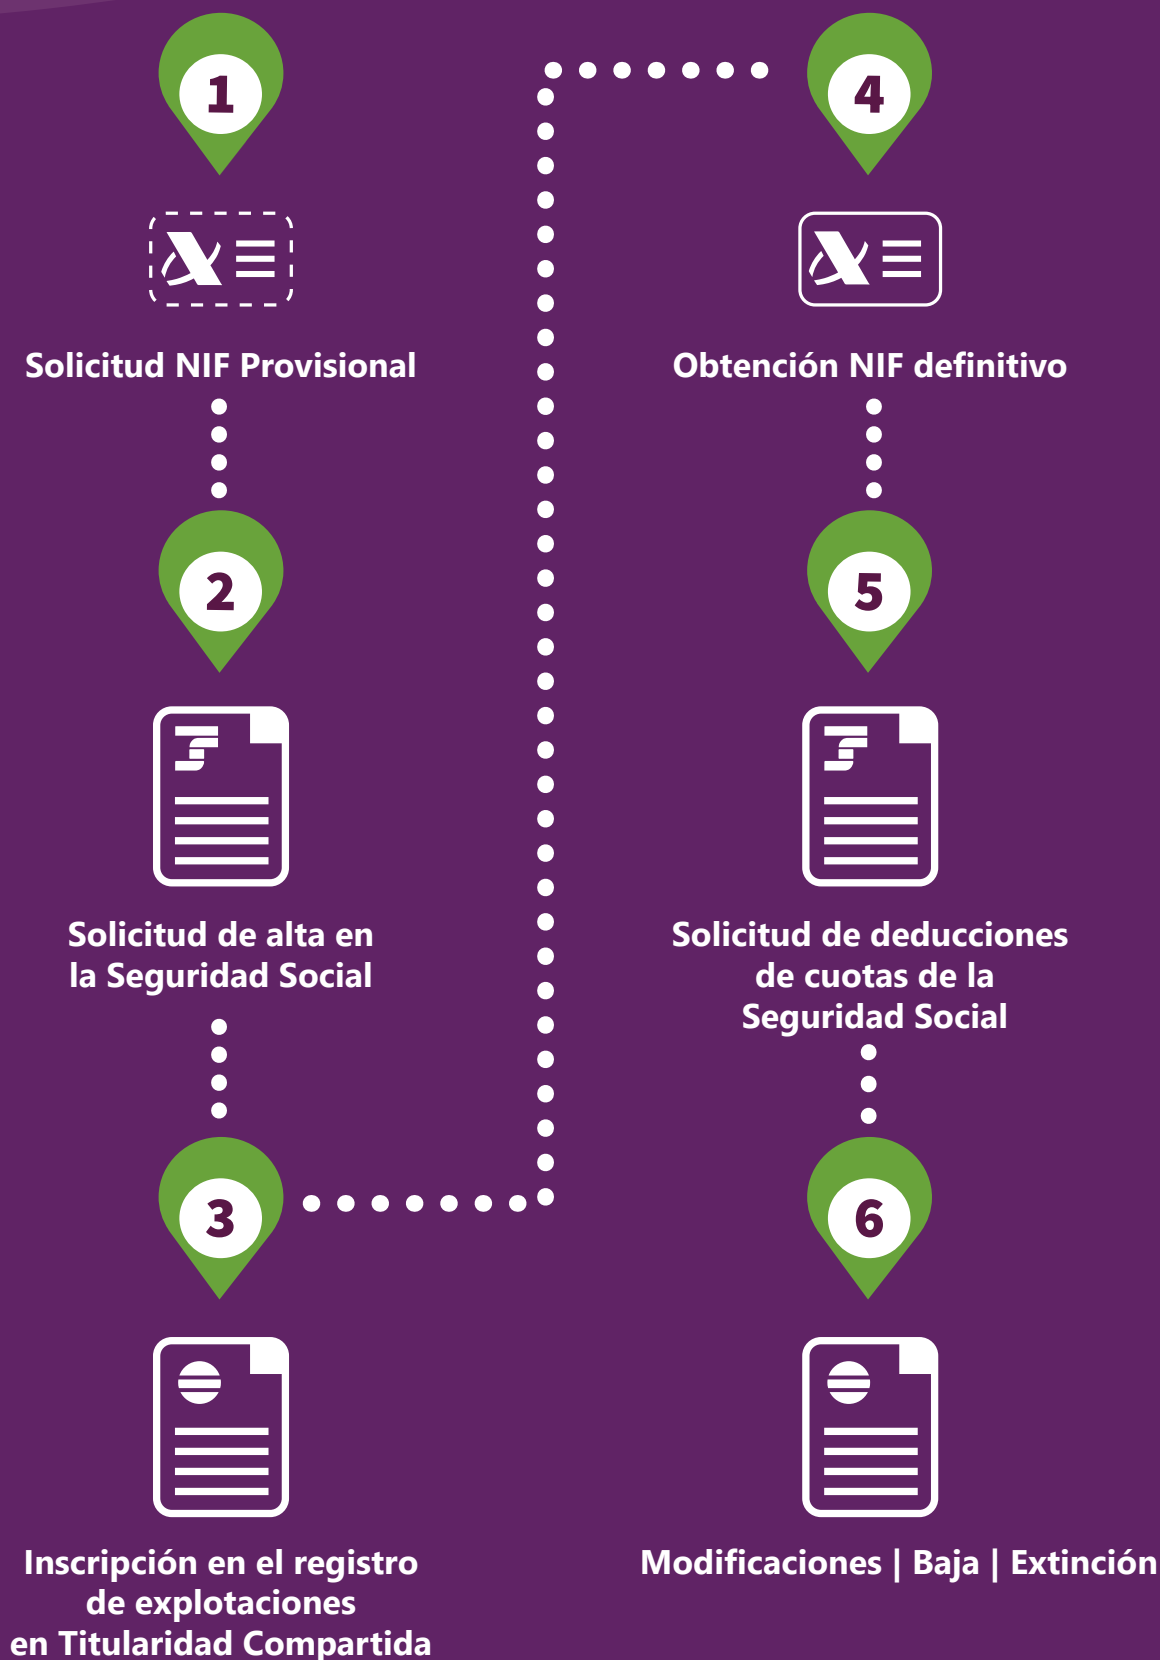 1
Solicitud NIF Provisional
2
Solicitud de alta en
la Seguridad Social
3
Inscripción en el registro
de explotaciones
en Titularidad Compartida
4
Obtención NIF definitivo
5
Solicitud de deducciones
de cuotas de la
Seguridad Social
6
Modificaciones | Baja | Extinción